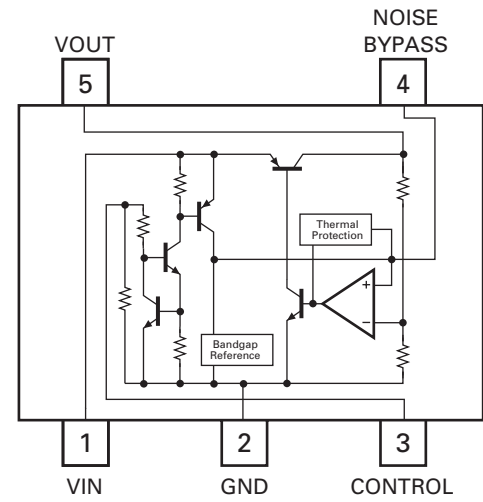 NOISE
VOUT BYPASS
5 4
Thermal
Protection
+
−
Bandgap
Reference
1 2 3
VIN GND CONTROL